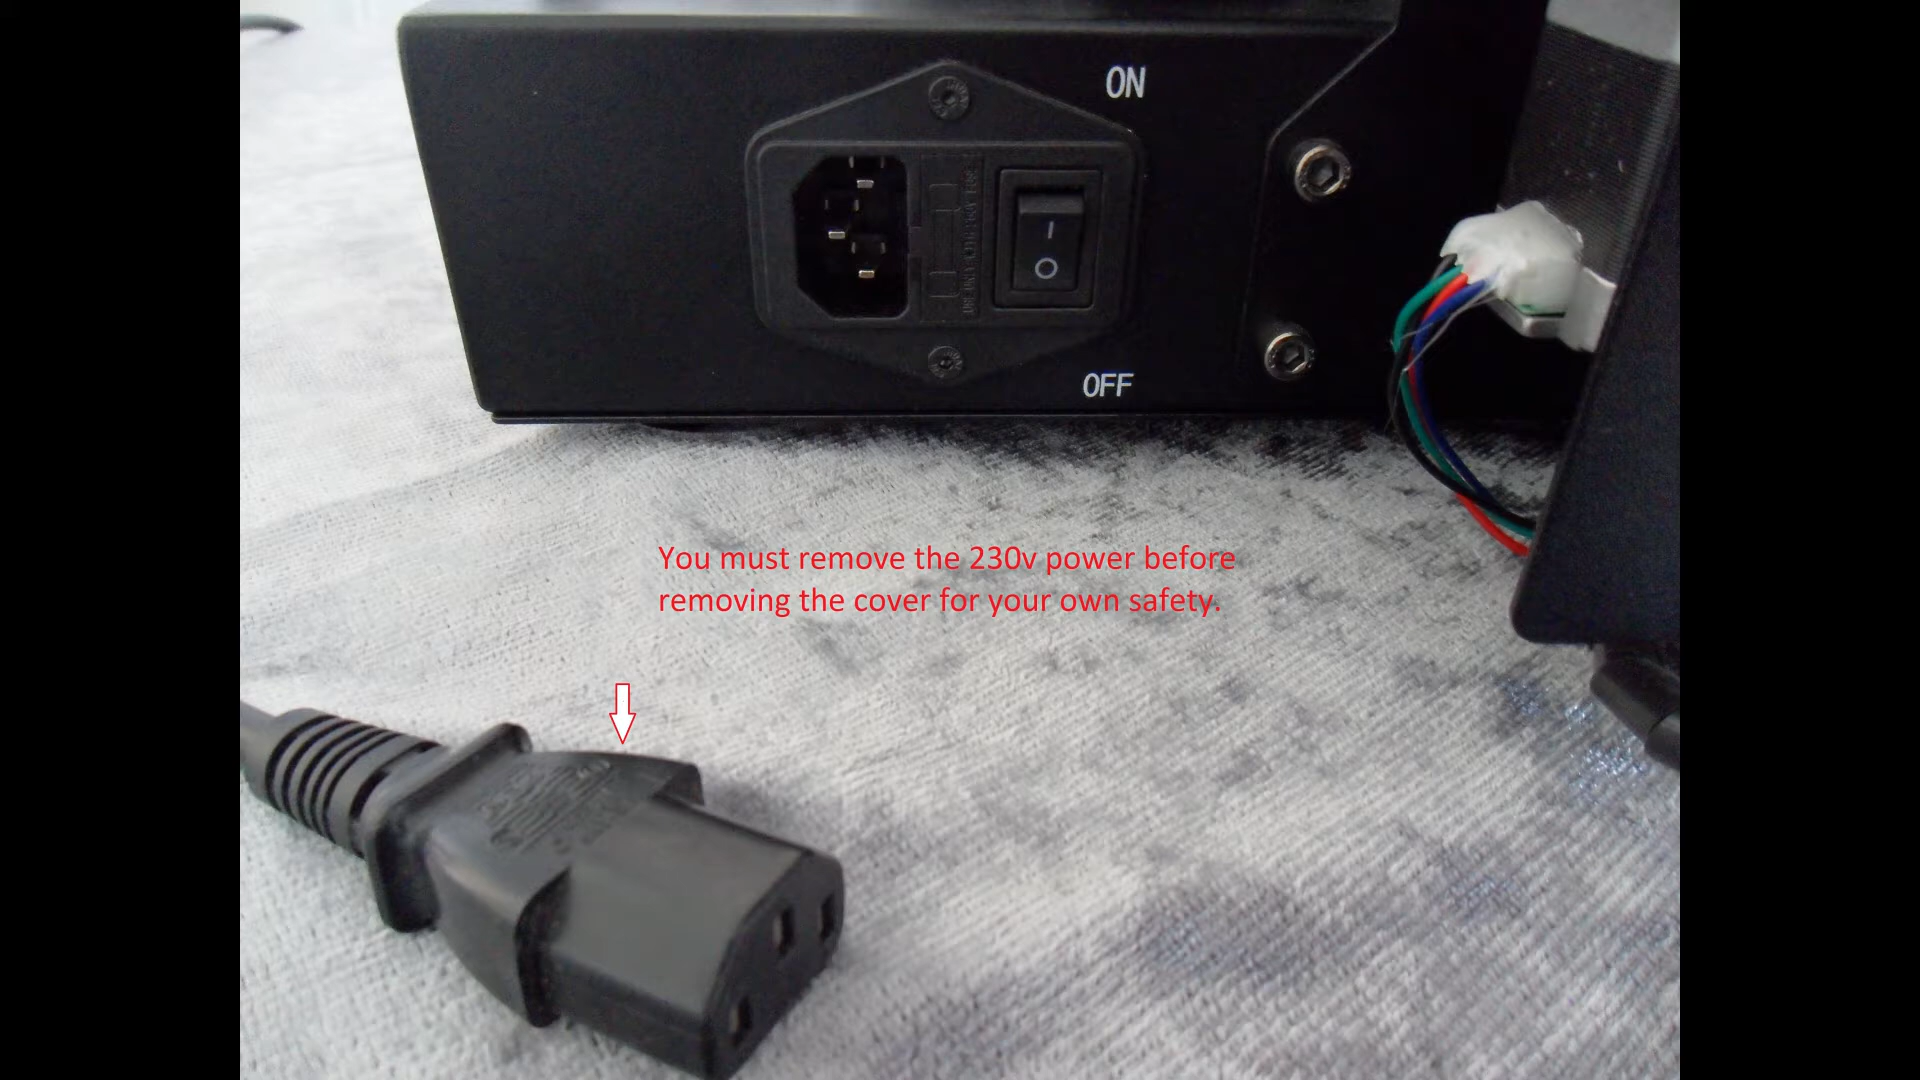 ON
I
O
OFF
You must remove the 230v power before
removing the cover for your own safety.